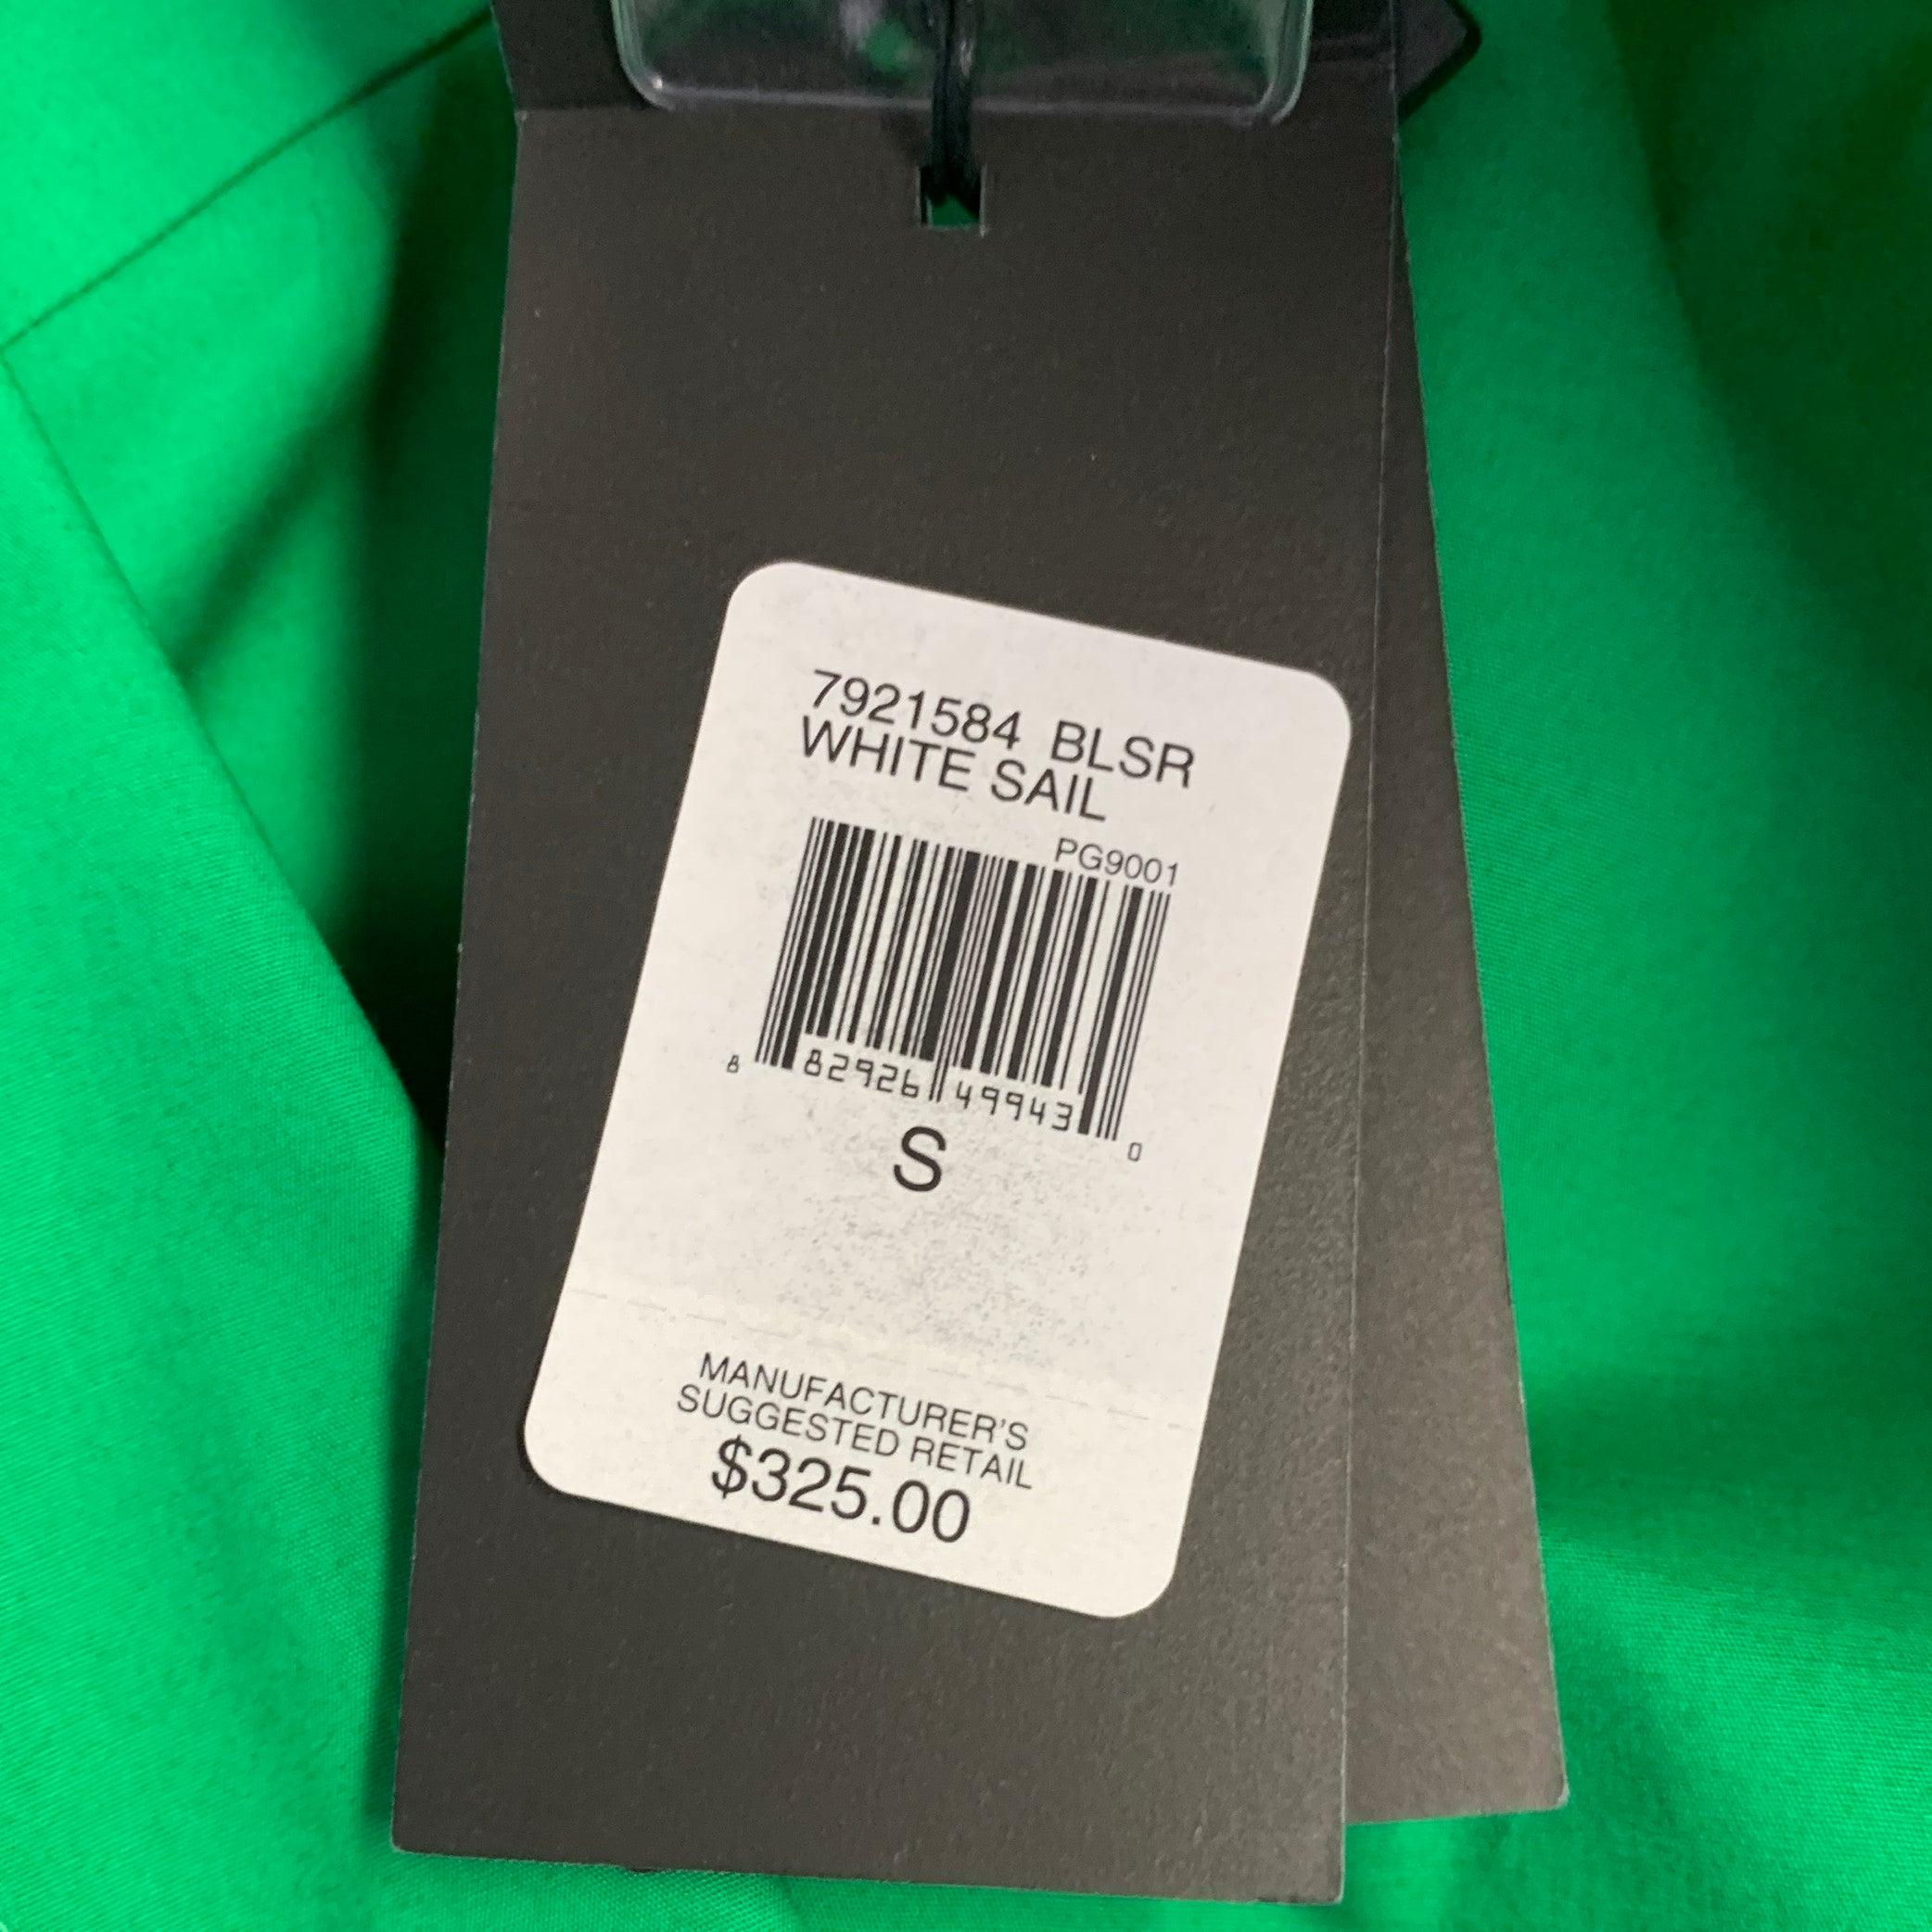 7921584 BLSR
WHITE SAIL
PG9001
8 82926 49943 0
S
MANUFACTURER'S
SUGGESTED RETAIL
$325.00